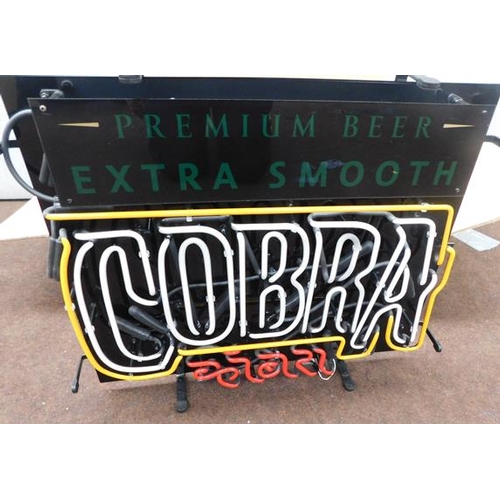 PREMIUM BEER
EXTRA SMOOTH
COBRA